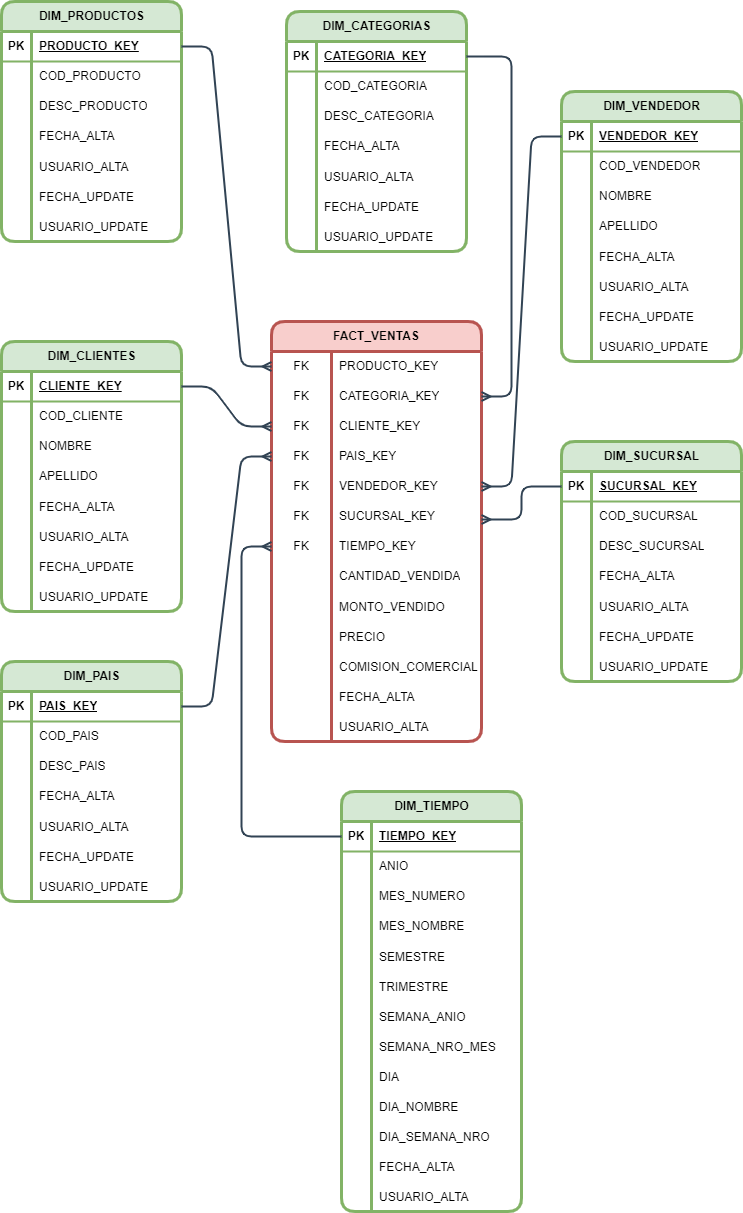 DIM_PRODUCTOS
PK PRODUCTO_KEY
COD_PRODUCTO
DESC_PRODUCTO
FECHA_ALTA
USUARIO_ALTA
FECHA_UPDATE
USUARIO_UPDATE
DIM_CATEGORIAS
PK CATEGORIA_KEY
COD_CATEGORIA
DESC_CATEGORIA
FECHA_ALTA
USUARIO_ALTA
FECHA_UPDATE
USUARIO_UPDATE
DIM_VENDEDOR
PK VENDEDOR_KEY
COD_VENDEDOR
NOMBRE
APELLIDO
FECHA_ALTA
USUARIO_ALTA
FECHA_UPDATE
USUARIO_UPDATE
DIM_CLIENTES
PK CLIENTE_KEY
COD_CLIENTE
NOMBRE
APELLIDO
FECHA_ALTA
USUARIO_ALTA
FECHA_UPDATE
USUARIO_UPDATE
FACT_VENTAS
FK PRODUCTO_KEY
FK CATEGORIA_KEY
FK CLIENTE_KEY
FK PAIS_KEY
FK VENDEDOR_KEY
FK SUCURSAL_KEY
FK TIEMPO_KEY
CANTIDAD_VENDIDA
MONTO_VENDIDO
PRECIO
COMISION_COMERCIAL
FECHA_ALTA
USUARIO_ALTA
DIM_SUCURSAL
PK SUCURSAL_KEY
COD_SUCURSAL
DESC_SUCURSAL
FECHA_ALTA
USUARIO_ALTA
FECHA_UPDATE
USUARIO_UPDATE
DIM_PAIS
PK PAIS_KEY
COD_PAIS
DESC_PAIS
FECHA_ALTA
USUARIO_ALTA
FECHA_UPDATE
USUARIO_UPDATE
DIM_TIEMPO
PK TIEMPO_KEY
ANIO
MES_NUMERO
MES_NOMBRE
SEMESTRE
TRIMESTRE
SEMANA_ANIO
SEMANA_NRO_MES
DIA
DIA_NOMBRE
DIA_SEMANA_NRO
FECHA_ALTA
USUARIO_ALTA